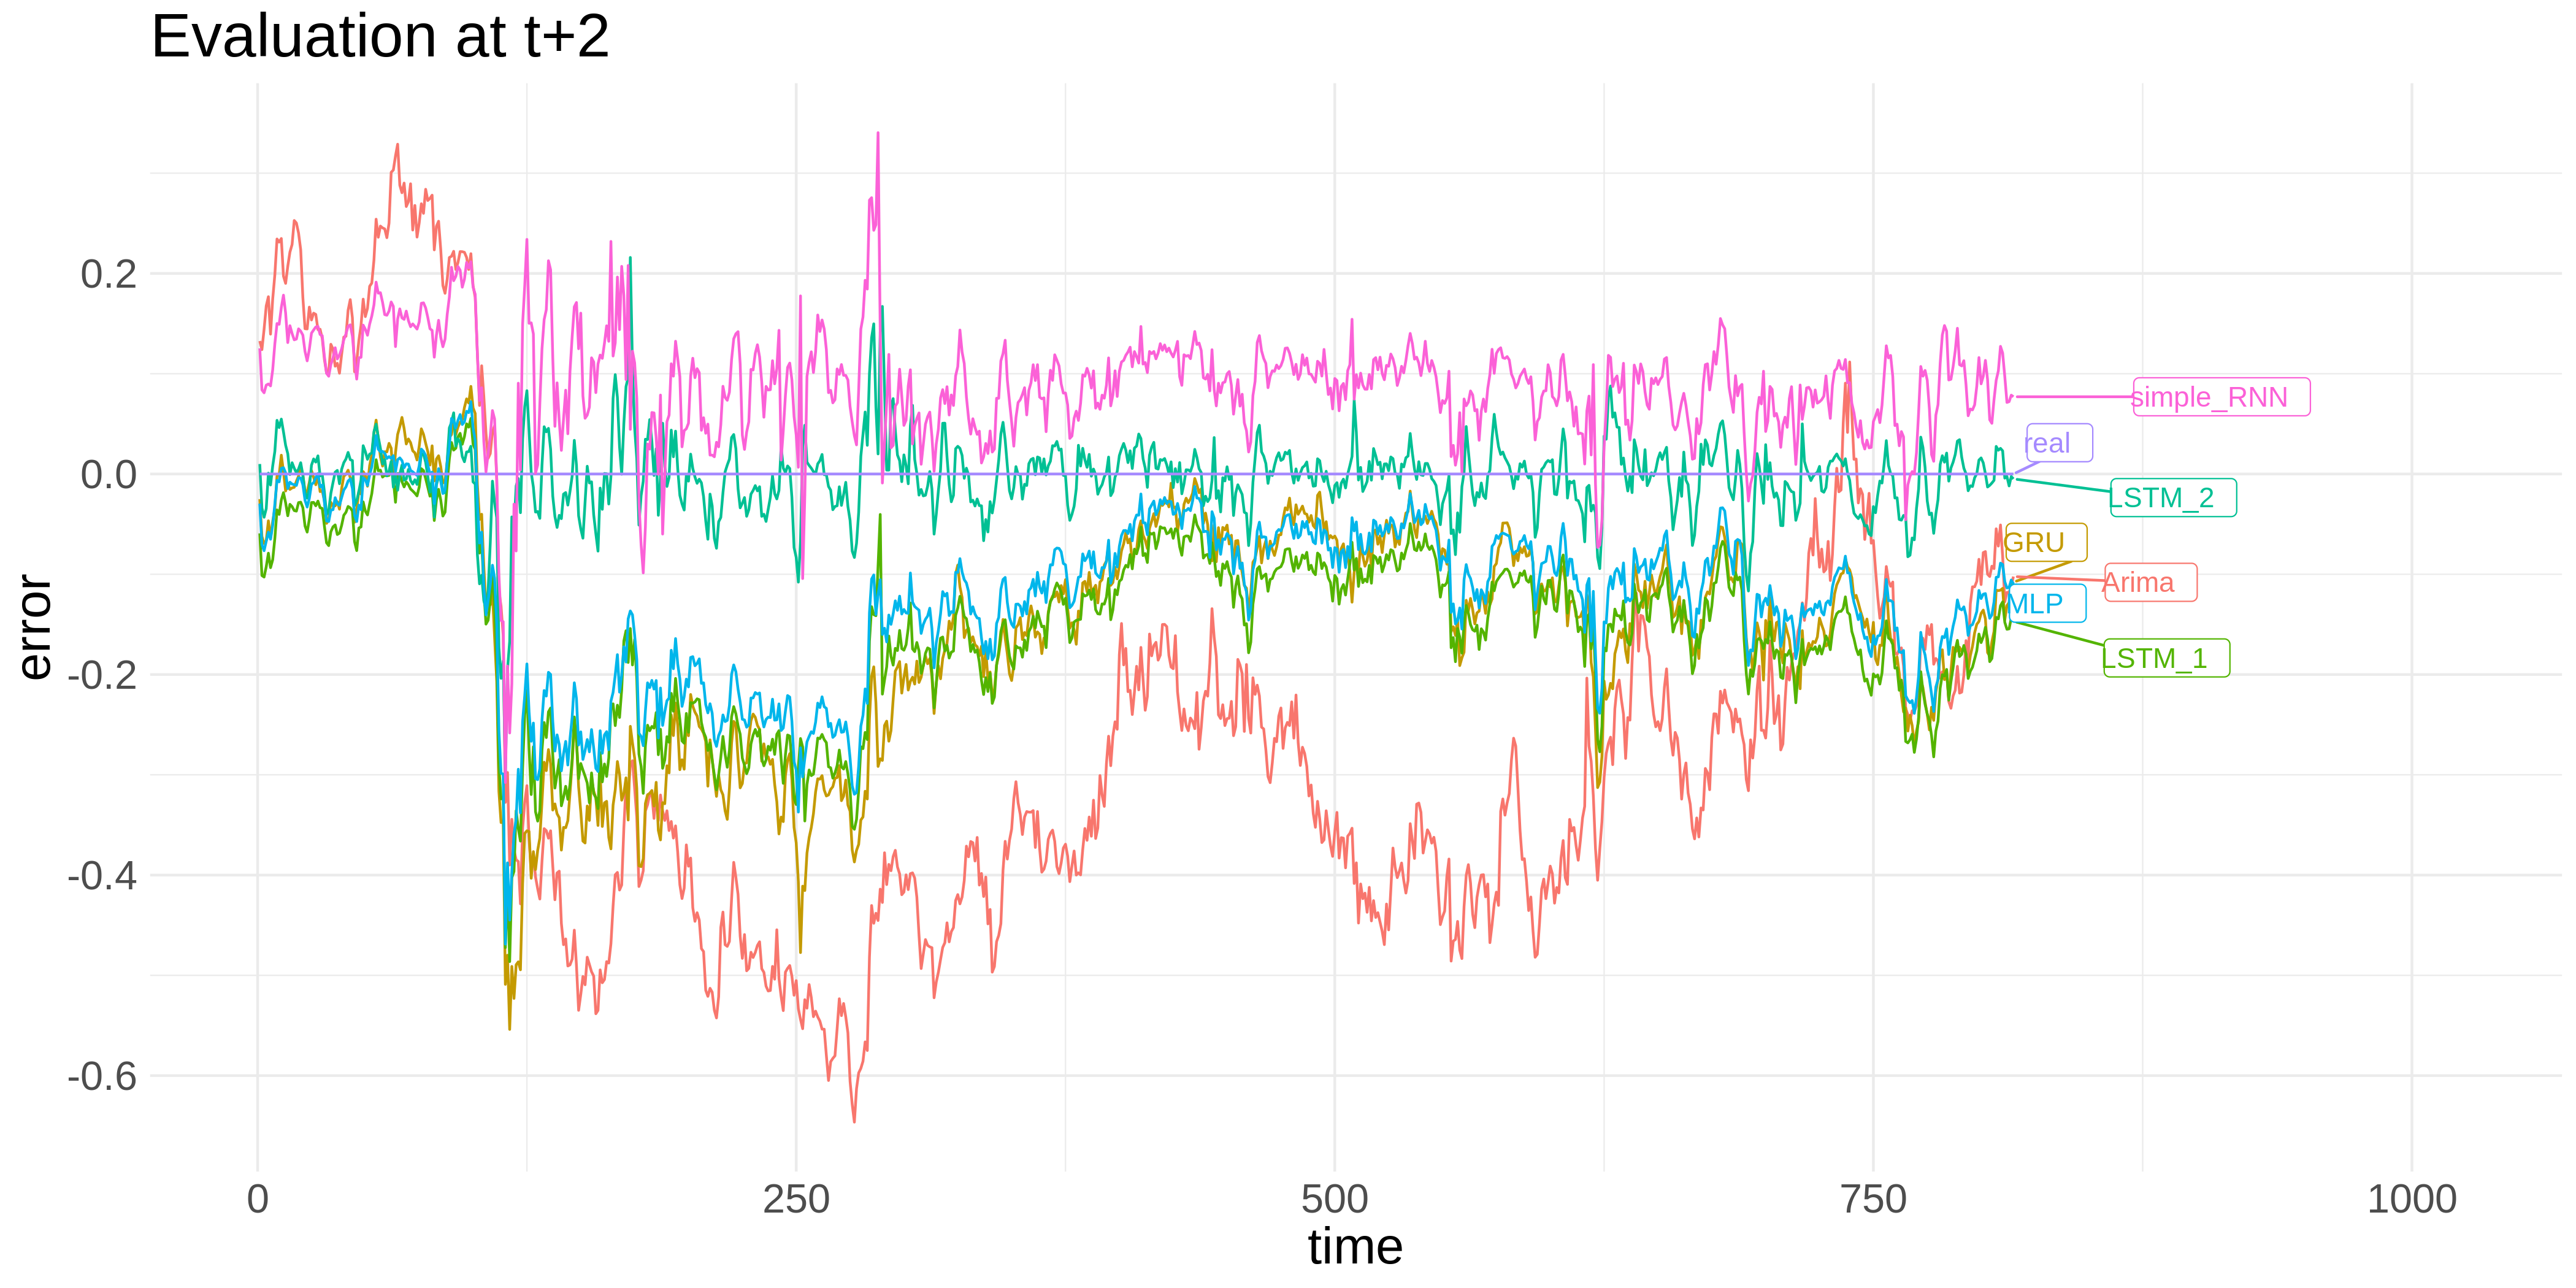 Evaluation at t+2
error
0.2
0.0
-0.2
-0.4
-0.6
simple_RNN
real
LSTM_2
GRU
Arima
MLP
LSTM_1
0
250
500
750
1000
time